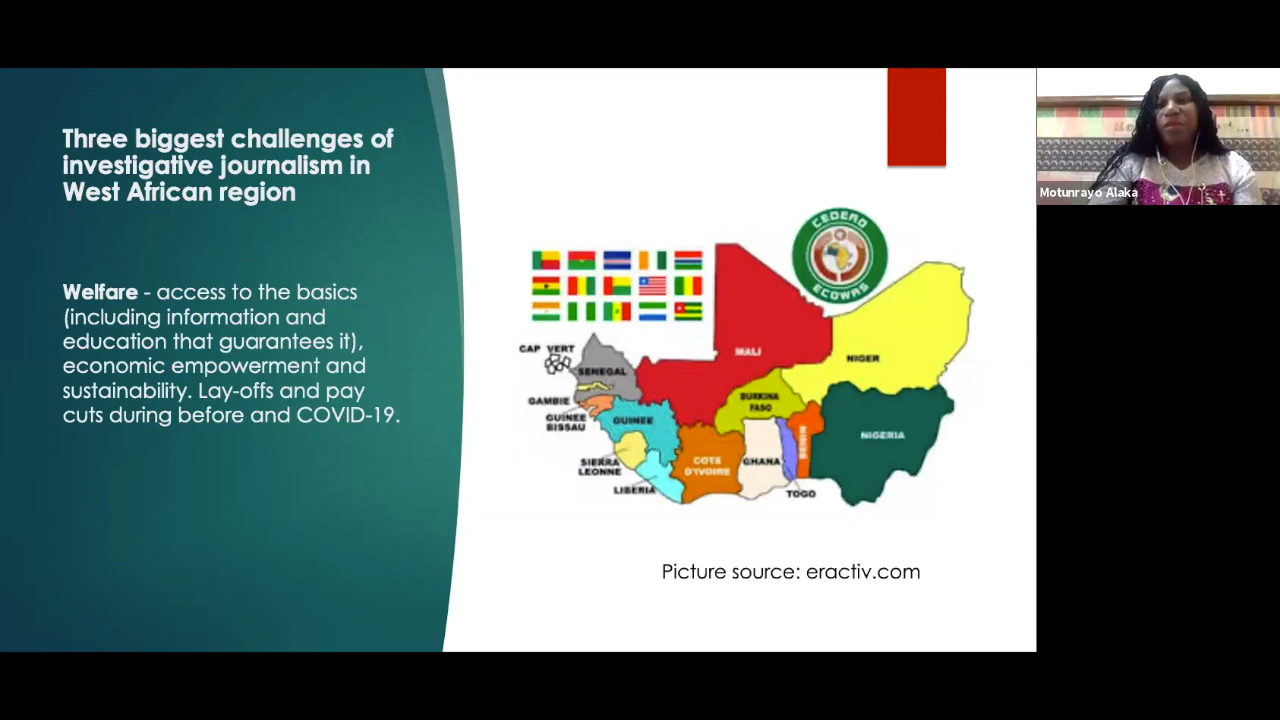 Three biggest challenges of
investigative journalism in
West African region
Welfare - access to the basics
(including information and
education that guarantees it),
economic empowerment and
sustainability. Lay-offs and pay
cuts during before and COVID-19.
CEDEAO
ECOWAS
MALI
NIGER
CAP VERT
SENEGAL
GAMBIE
GUINEE
BISSAU
GUINEE
BURKINA
FASO
BENIN
NIGERIA
SIERRA
LEONNE
COTE
D'IVOIRE
GHANA
LIBERIA
TOGO
Picture source: eractiv.com
Motunrayo Alaka